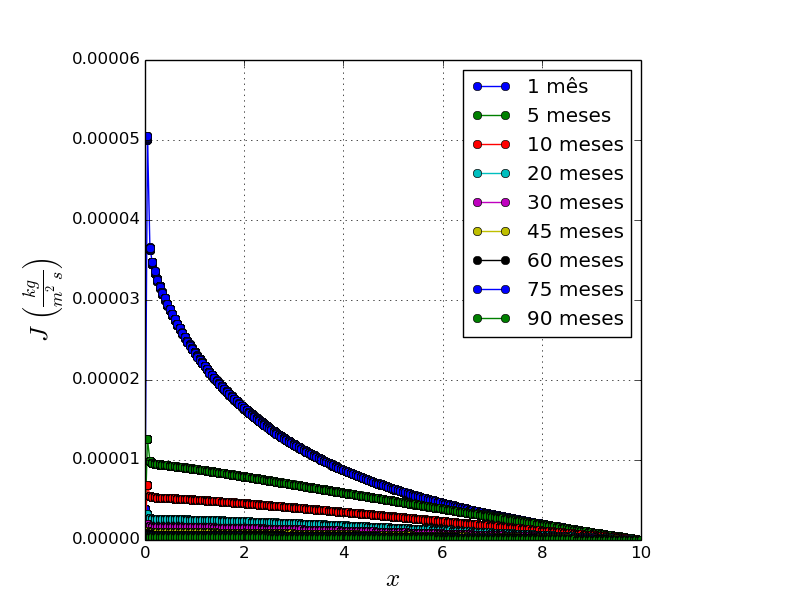 0.00006
0.00005
0.00004
0.00003
0.00002
0.00001
0.00000
0 2 4 6 8 10
J (kg/m² s)
x
1 mês
5 meses
10 meses
20 meses
30 meses
45 meses
60 meses
75 meses
90 meses